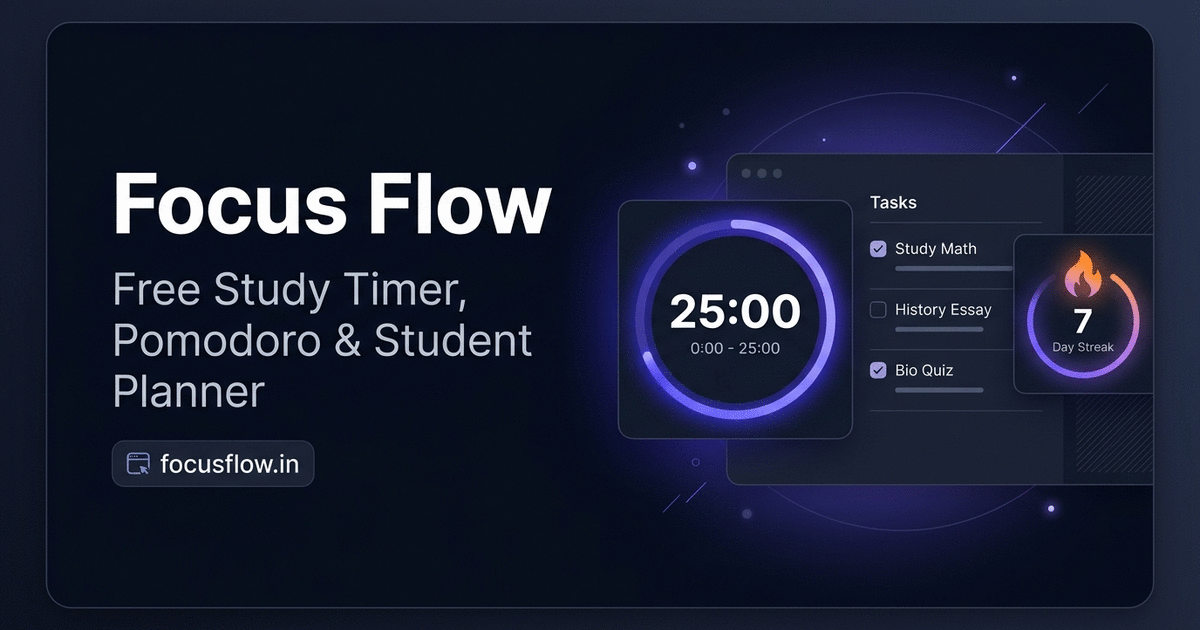 Focus Flow
Free Study Timer,
Pomodoro & Student
Planner
focusflow.in
25:00
0:00 - 25:00
Tasks
Study Math
History Essay
Bio Quiz
7
Day Streak